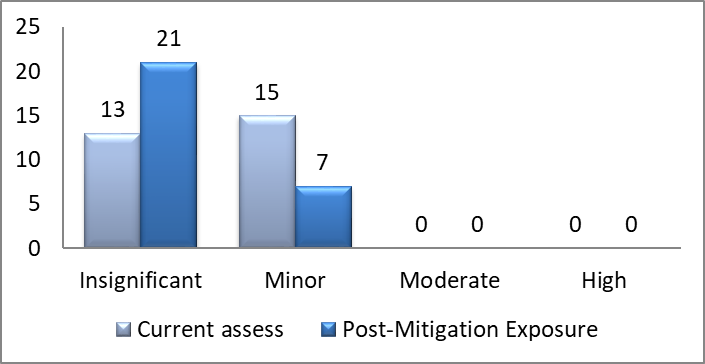 25
20
15
10
5
0
13
21
15
7
0
0
0
0
Insignificant
Minor
Moderate
High
Current assess
Post-Mitigation Exposure